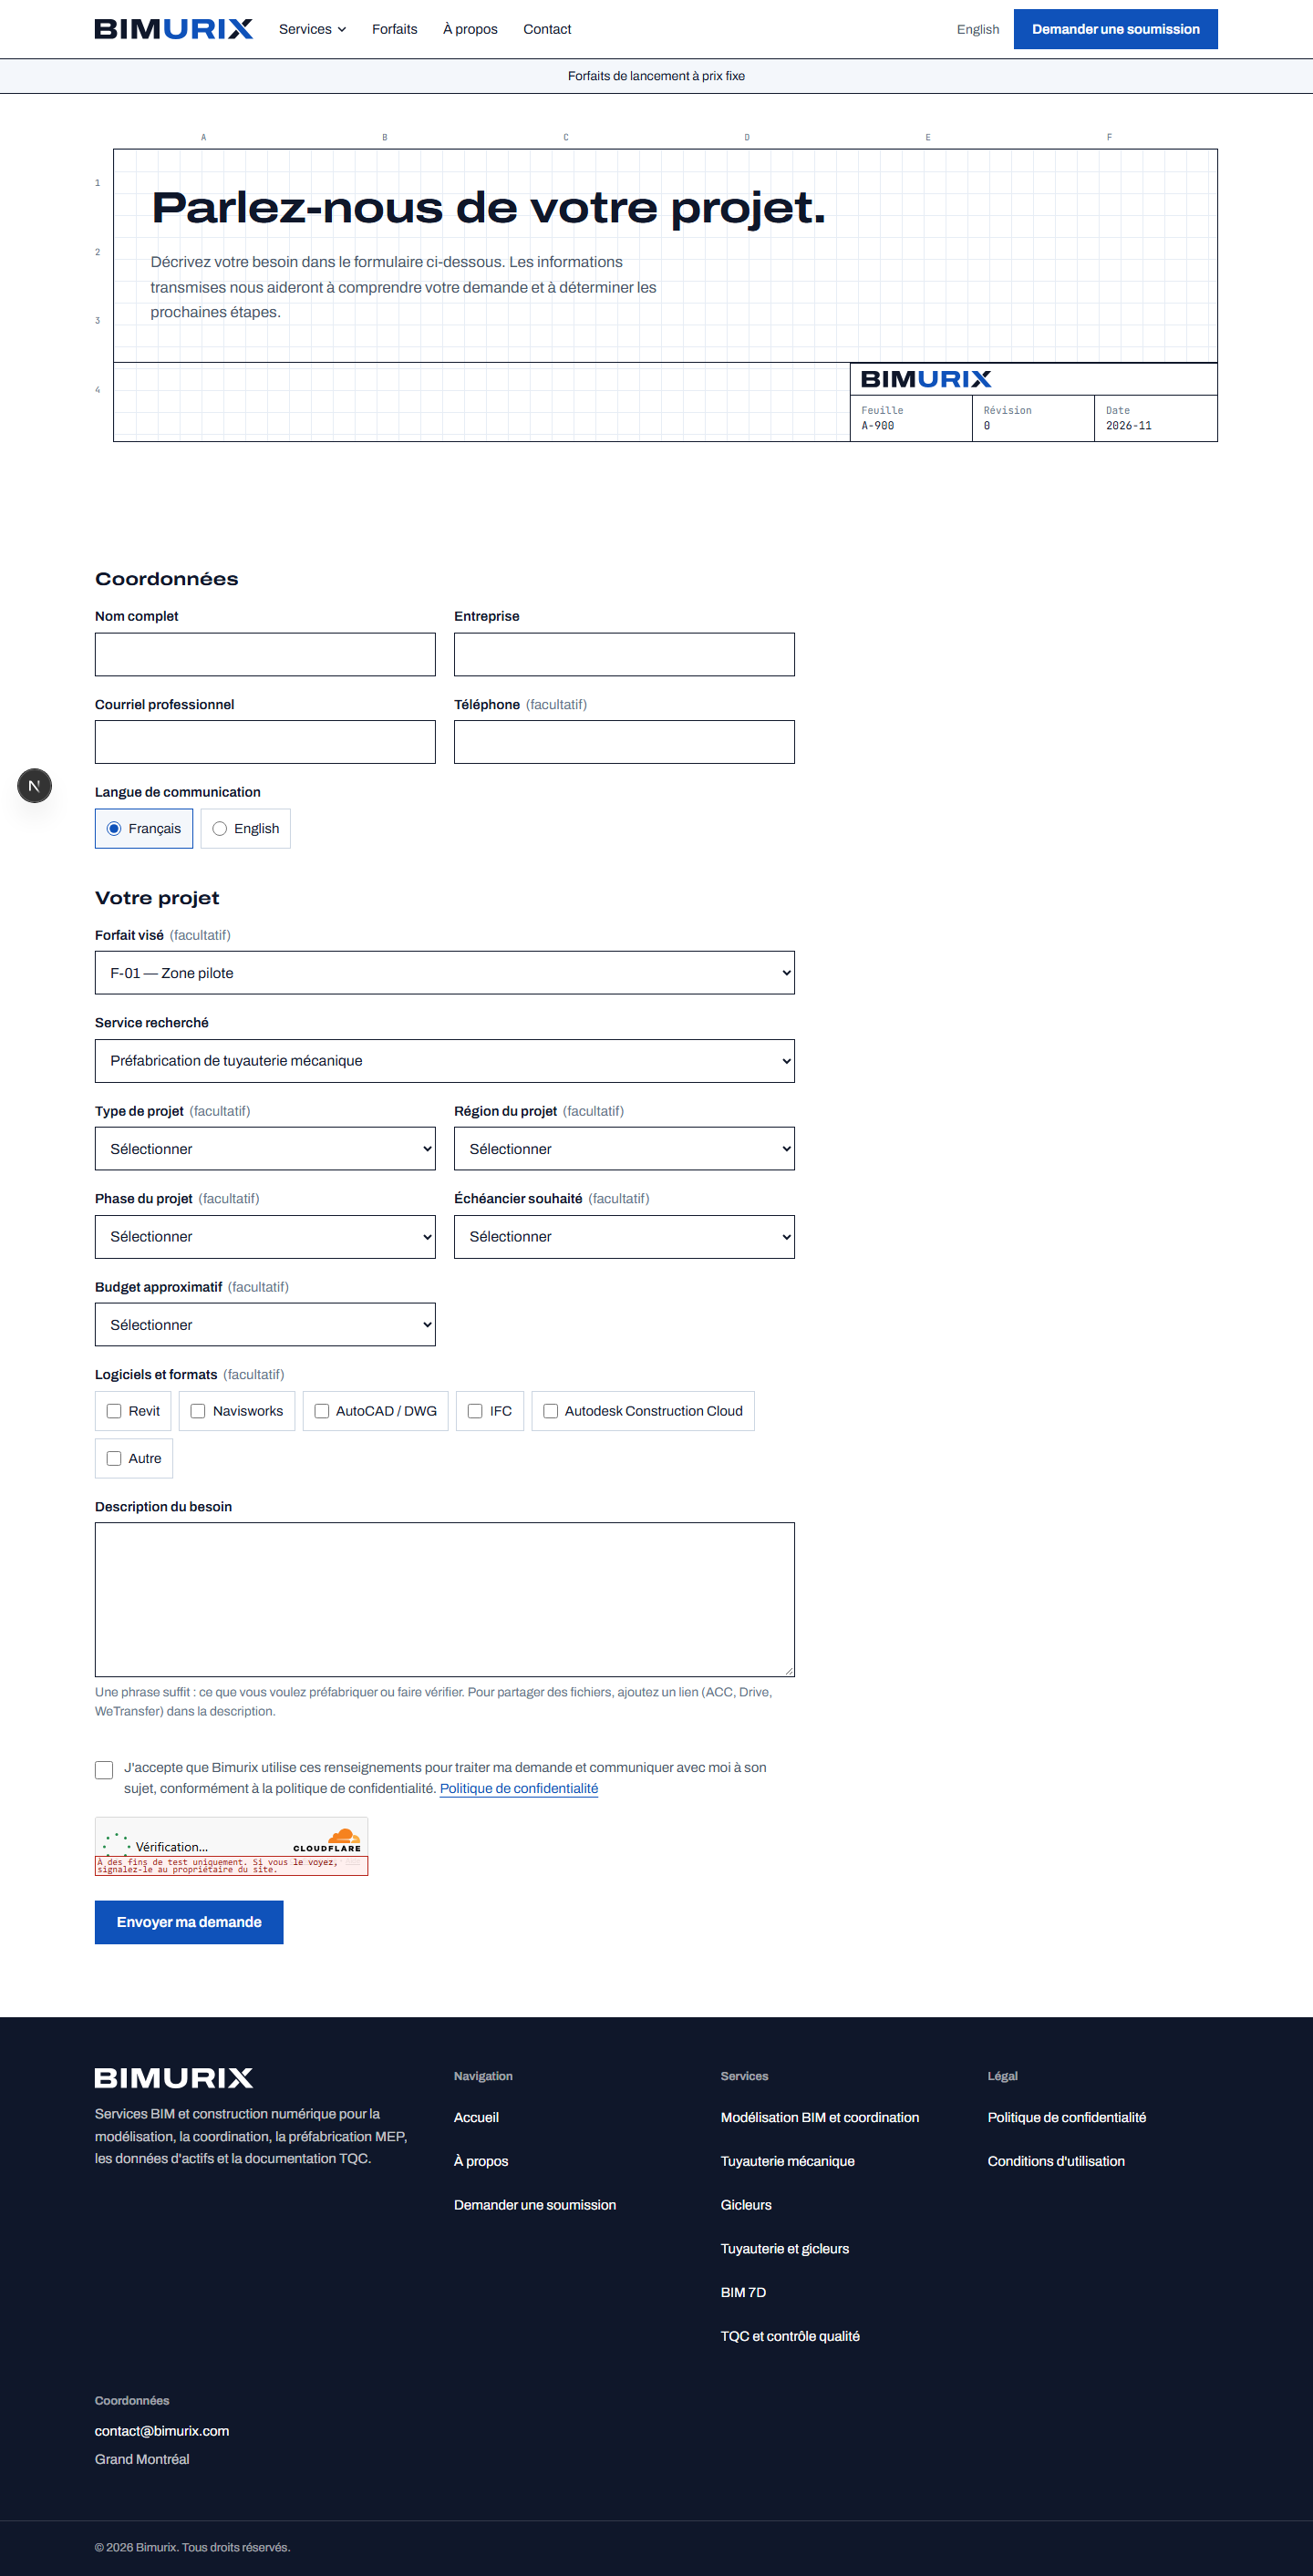 BIMURIX
Services
Forfaits
À propos
Contact
English
Demander une soumission
Forfaits de lancement à prix fixe
A B C D E F
1
2
3
4
Parlez-nous de votre projet.
Décrivez votre besoin dans le formulaire ci-dessous. Les informations
transmises nous aideront à comprendre votre demande et à déterminer les
prochaines étapes.
BIMURIX
Feuille
A-900
Révision
0
Date
2026-11
Coordonnées
Nom complet
Entreprise
Courriel professionnel
Téléphone (facultatif)
Langue de communication
Français
English
N
Votre projet
Forfait visé (facultatif)
F-01 — Zone pilote
Service recherché
Préfabrication de tuyauterie mécanique
Type de projet (facultatif)
Sélectionner
Région du projet (facultatif)
Sélectionner
Phase du projet (facultatif)
Sélectionner
Échéancier souhaité (facultatif)
Sélectionner
Budget approximatif (facultatif)
Sélectionner
Logiciels et formats (facultatif)
Revit
Navisworks
AutoCAD / DWG
IFC
Autodesk Construction Cloud
Autre
Description du besoin
Une phrase suffit : ce que vous voulez préfabriquer ou faire vérifier. Pour partager des fichiers, ajoutez un lien (ACC, Drive,
WeTransfer) dans la description.
J'accepte que Bimurix utilise ces renseignements pour traiter ma demande et communiquer avec moi à son
sujet, conformément à la politique de confidentialité. Politique de confidentialité
Vérification...
CLOUDFLARE
À des fins de test uniquement. Si vous le voyez,
signalez-le au propriétaire du site.
Envoyer ma demande
BIMURIX
Services BIM et construction numérique pour la
modélisation, la coordination, la préfabrication MEP,
les données d'actifs et la documentation TQC.
Navigation
Accueil
À propos
Demander une soumission
Services
Modélisation BIM et coordination
Tuyauterie mécanique
Gicleurs
Tuyauterie et gicleurs
BIM 7D
TQC et contrôle qualité
Légal
Politique de confidentialité
Conditions d'utilisation
Coordonnées
contact@bimurix.com
Grand Montréal
© 2026 Bimurix. Tous droits réservés.